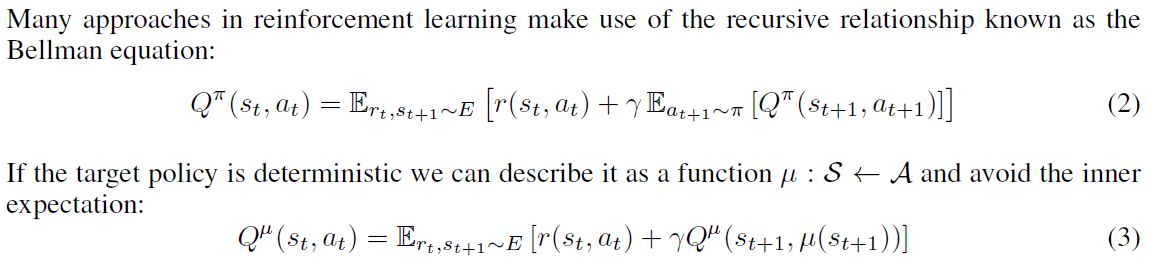 Many approaches in reinforcement learning make use of the recursive relationship known as the
Bellman equation:
Q^π(s_t, a_t) = 𝔼_{r_t, s_{t+1}∼E} [r(s_t, a_t) + γ 𝔼_{a_{t+1}∼π} [Q^π(s_{t+1}, a_{t+1})]] (2)
If the target policy is deterministic we can describe it as a function μ : 𝒮 ← 𝒜 and avoid the inner
expectation:
Q^μ(s_t, a_t) = 𝔼_{r_t, s_{t+1}∼E} [r(s_t, a_t) + γQ^μ(s_{t+1}, μ(s_{t+1}))] (3)